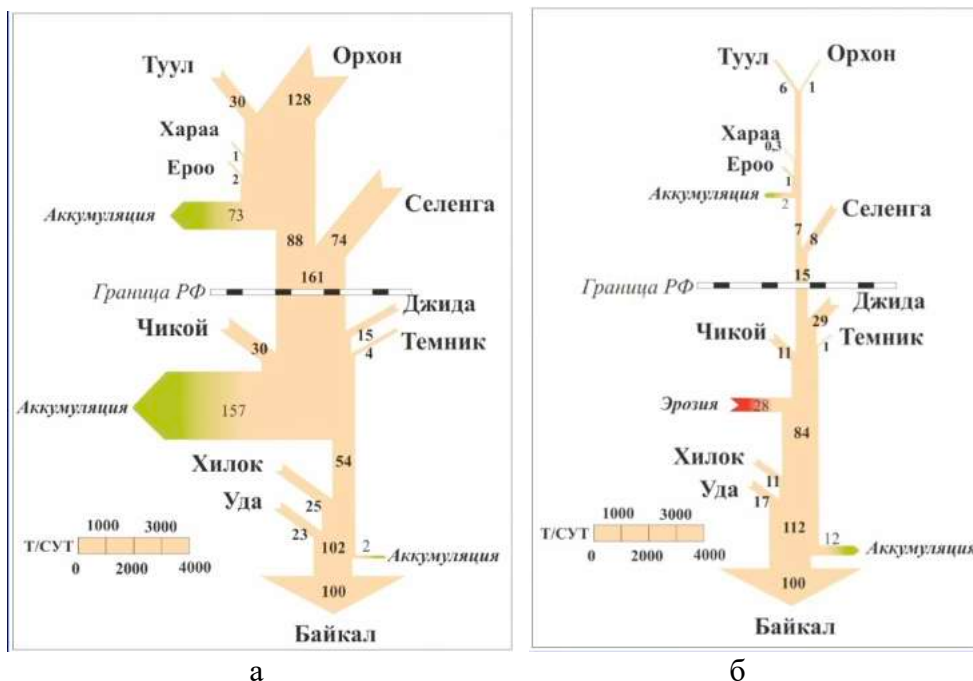 Туул
Орхон
30
128
Хараа
1
Ероо
2
Аккумуляция
73
Селенга
88
74
161
Граница РФ
Джида
Чикой
15
Темник
30
4
Аккумуляция
157
54
Хилок
25
Уда
23
102
2
Аккумуляция
1000 3000
Т/СУТ
0 2000 4000
100
Байкал
а
Туул
Орхон
6
1
Хараа
0,3
Ероо
1
Аккумуляция
2
Селенга
7
8
15
Граница РФ
Джида
29
Чикой
Темник
11
1
Эрозия
28
84
Хилок
11
Уда
17
112
12
Аккумуляция
1000 3000
Т/СУТ
0 2000 4000
100
Байкал
б